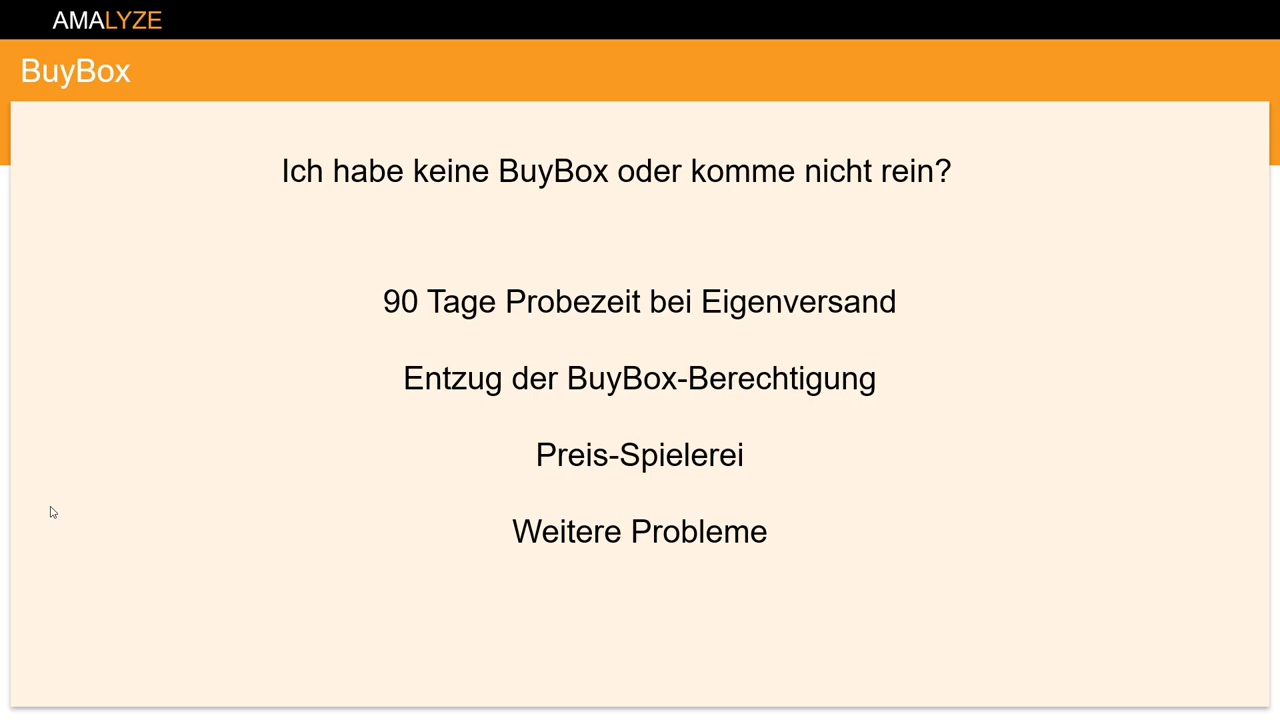 AMALYZE
BuyBox
Ich habe keine BuyBox oder komme nicht rein?
90 Tage Probezeit bei Eigenversand
Entzug der BuyBox-Berechtigung
Preis-Spielerei
Weitere Probleme